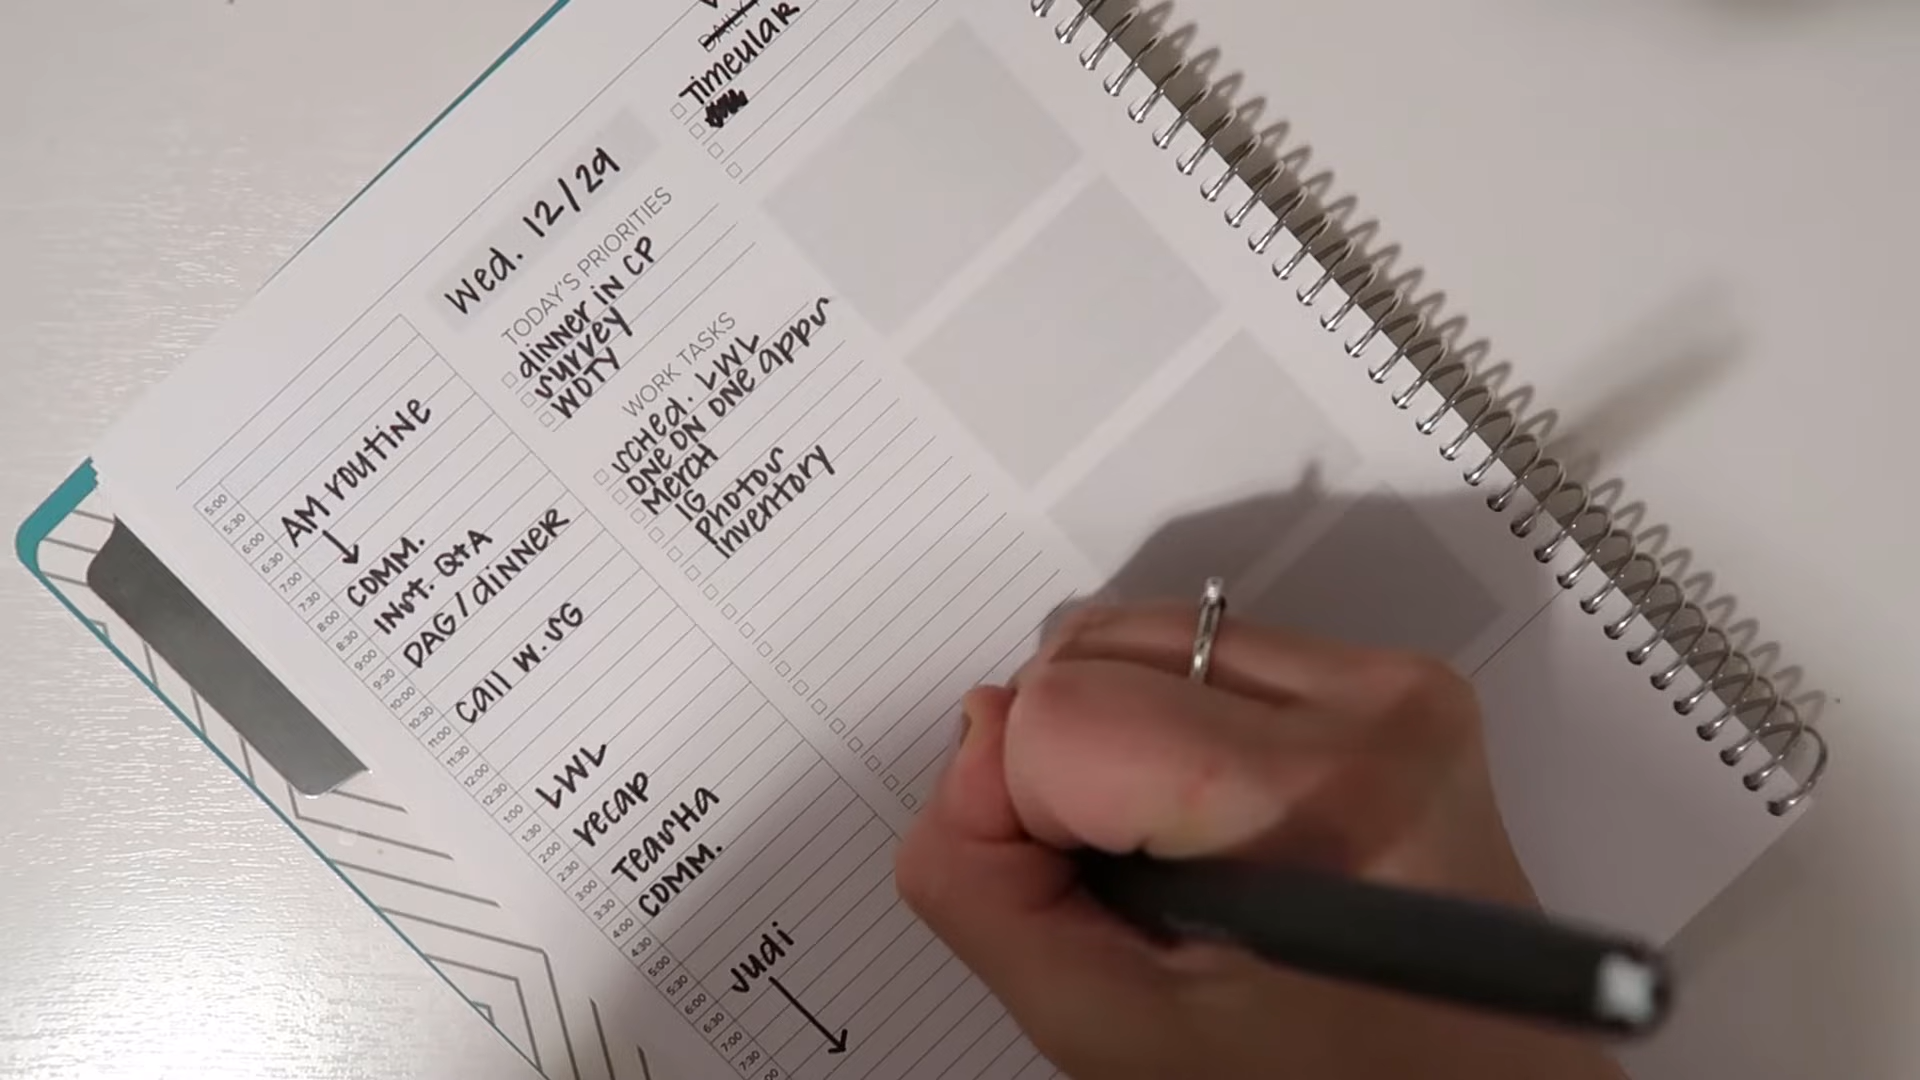 DAILY
Timeular
Wed. 12/29
TODAY'S PRIORITIES
dinner in CP
survey
WOTY
WORK TASKS
sched. LWL
one on one apps
Merch
IG
Photos
Inventory
5:00
5:30
6:00 AM routine
6:30
7:00
7:30 COMM.
8:00 Inst. Q+A
8:30 DAG / dinner
9:00
9:30
10:00 call w. SG
10:30
11:00
11:30
12:00
12:30 LWL
1:00
1:30 recap
2:00
2:30 Teasha
3:00 COMM.
3:30
4:00
4:30
5:00 Judi
5:30
6:00
6:30
7:00
7:30